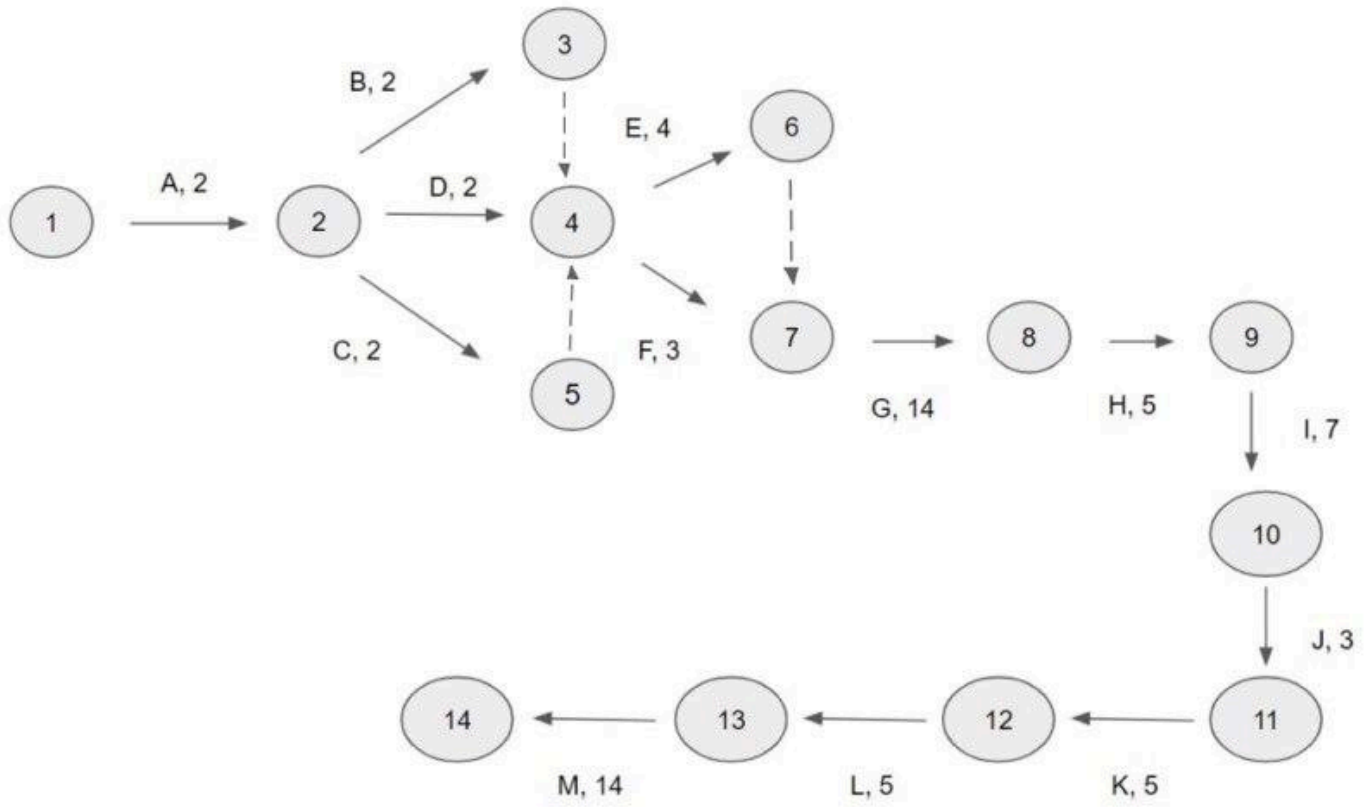 3
B, 2
E, 4
6
A, 2
D, 2
1
2
4
C, 2
5
F, 3
7
8
9
G, 14
H, 5
I, 7
10
J, 3
14
13
12
11
M, 14
L, 5
K, 5